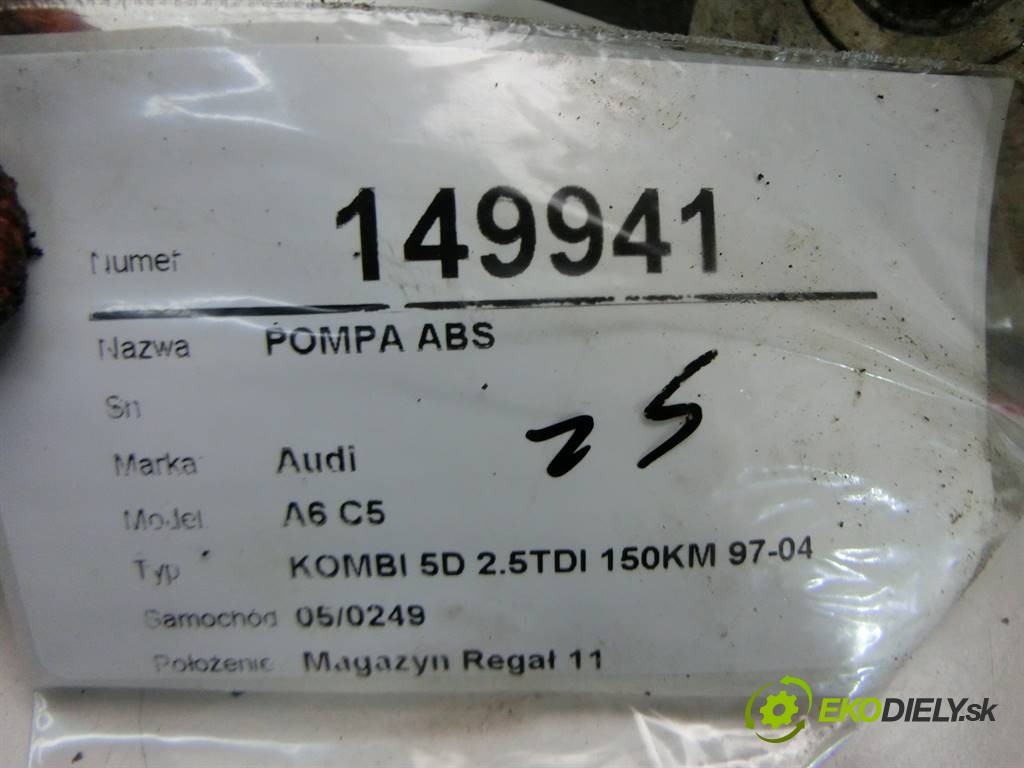 Numer 149941
Nazwa POMPA ABS
Sn
25
Marka Audi
Model A6 C5
Typ KOMBI 5D 2.5TDI 150KM 97-04
Samochód 05/0249
Położenie Magazyn Regał 11
EKODIELY.sk